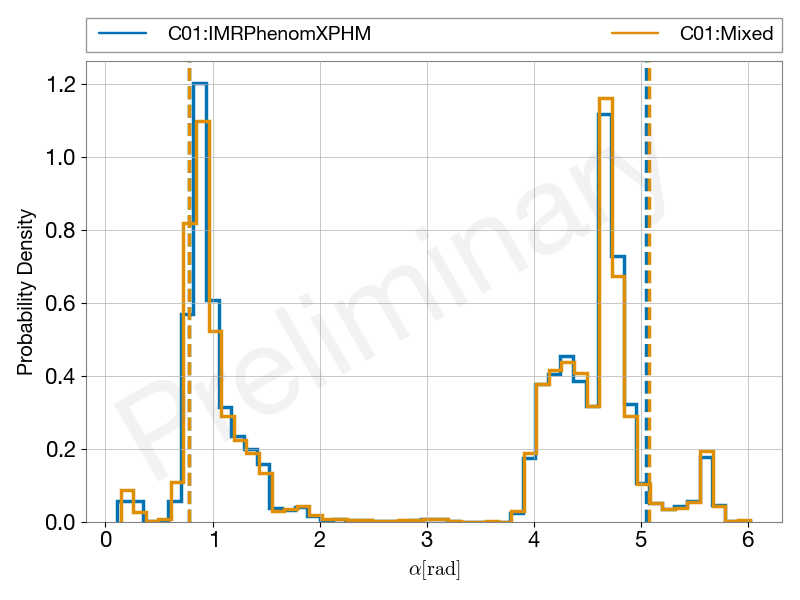 C01:IMRPhenomXPHM C01:Mixed
Preliminary
Probability Density
1.2
1.0
0.8
0.6
0.4
0.2
0.0
0 1 2 3 4 5 6
α[rad]